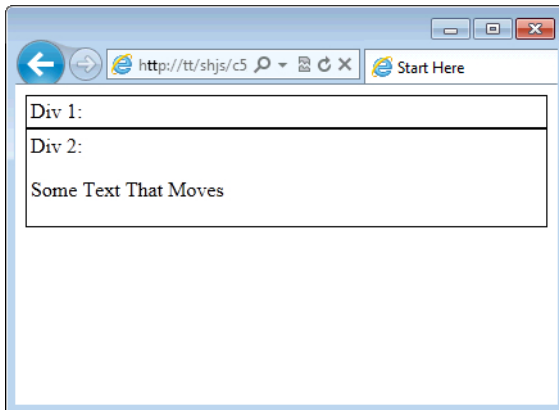 http://tt/shjs/c5
Start Here
Div 1:
Div 2:
Some Text That Moves